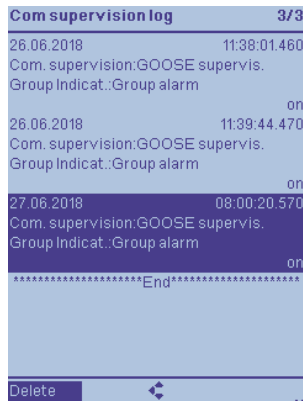 Com supervision log 3/3
26.06.2018 11:38:01.460
Com. supervision:GOOSE supervis.
Group Indicat.:Group alarm
on
26.06.2018 11:39:44.470
Com. supervision:GOOSE supervis.
Group Indicat.:Group alarm
on
27.06.2018 08:00:20.570
Com. supervision:GOOSE supervis.
Group Indicat.:Group alarm
on
*********************End*********************
Delete